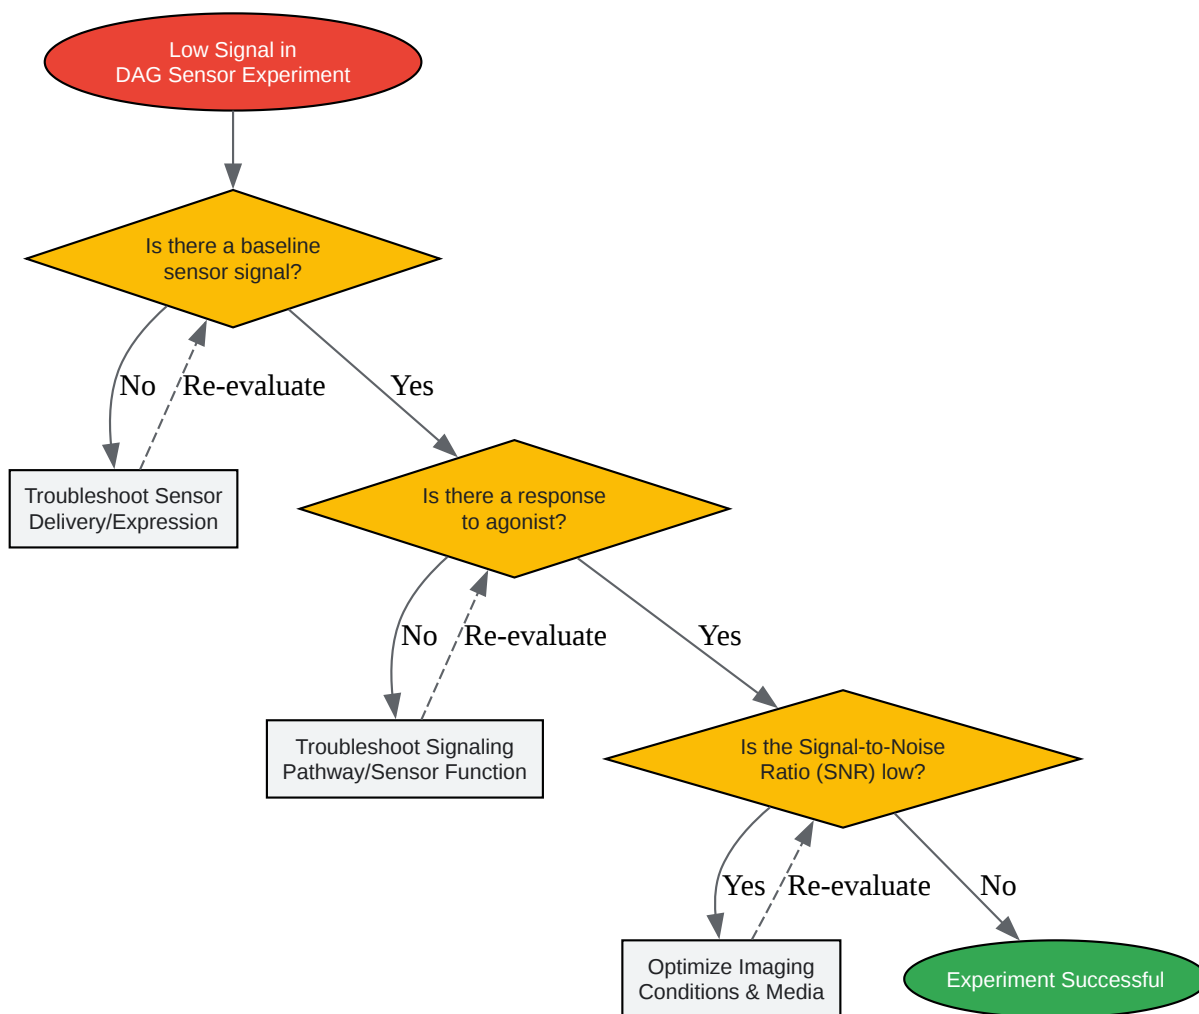 Low Signal in
DAG Sensor Experiment
Is there a baseline
sensor signal?
No
Re-evaluate
Yes
Troubleshoot Sensor
Delivery/Expression
Is there a response
to agonist?
No
Re-evaluate
Yes
Troubleshoot Signaling
Pathway/Sensor Function
Is the Signal-to-Noise
Ratio (SNR) low?
Yes
Re-evaluate
No
Optimize Imaging
Conditions & Media
Experiment Successful